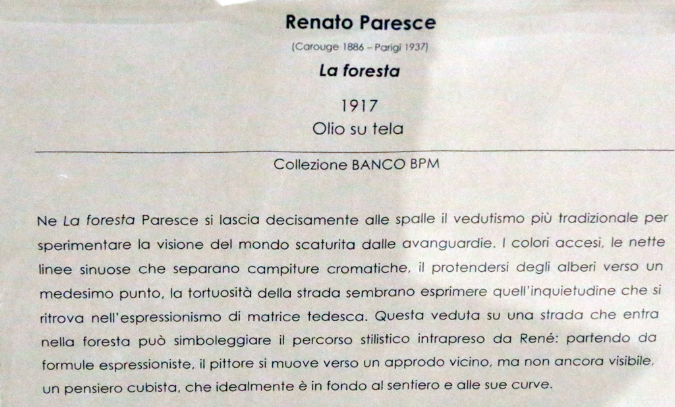 Renato Paresce
(Carouge 1886 – Parigi 1937)
La foresta
1917
Olio su tela
Collezione BANCO BPM
Ne La foresta Paresce si lascia decisamente alle spalle il vedutismo più tradizionale per
sperimentare la visione del mondo scaturita dalle avanguardie. I colori accesi, le nette
linee sinuose che separano campiture cromatiche, il protendersi degli alberi verso un
medesimo punto, la tortuosità della strada sembrano esprimere quell'inquietudine che si
ritrova nell'espressionismo di matrice tedesca. Questa veduta su una strada che entra
nella foresta può simboleggiare il percorso stilistico intrapreso da René: partendo da
formule espressioniste, il pittore si muove verso un approdo vicino, ma non ancora visibile,
un pensiero cubista, che idealmente è in fondo al sentiero e alle sue curve.